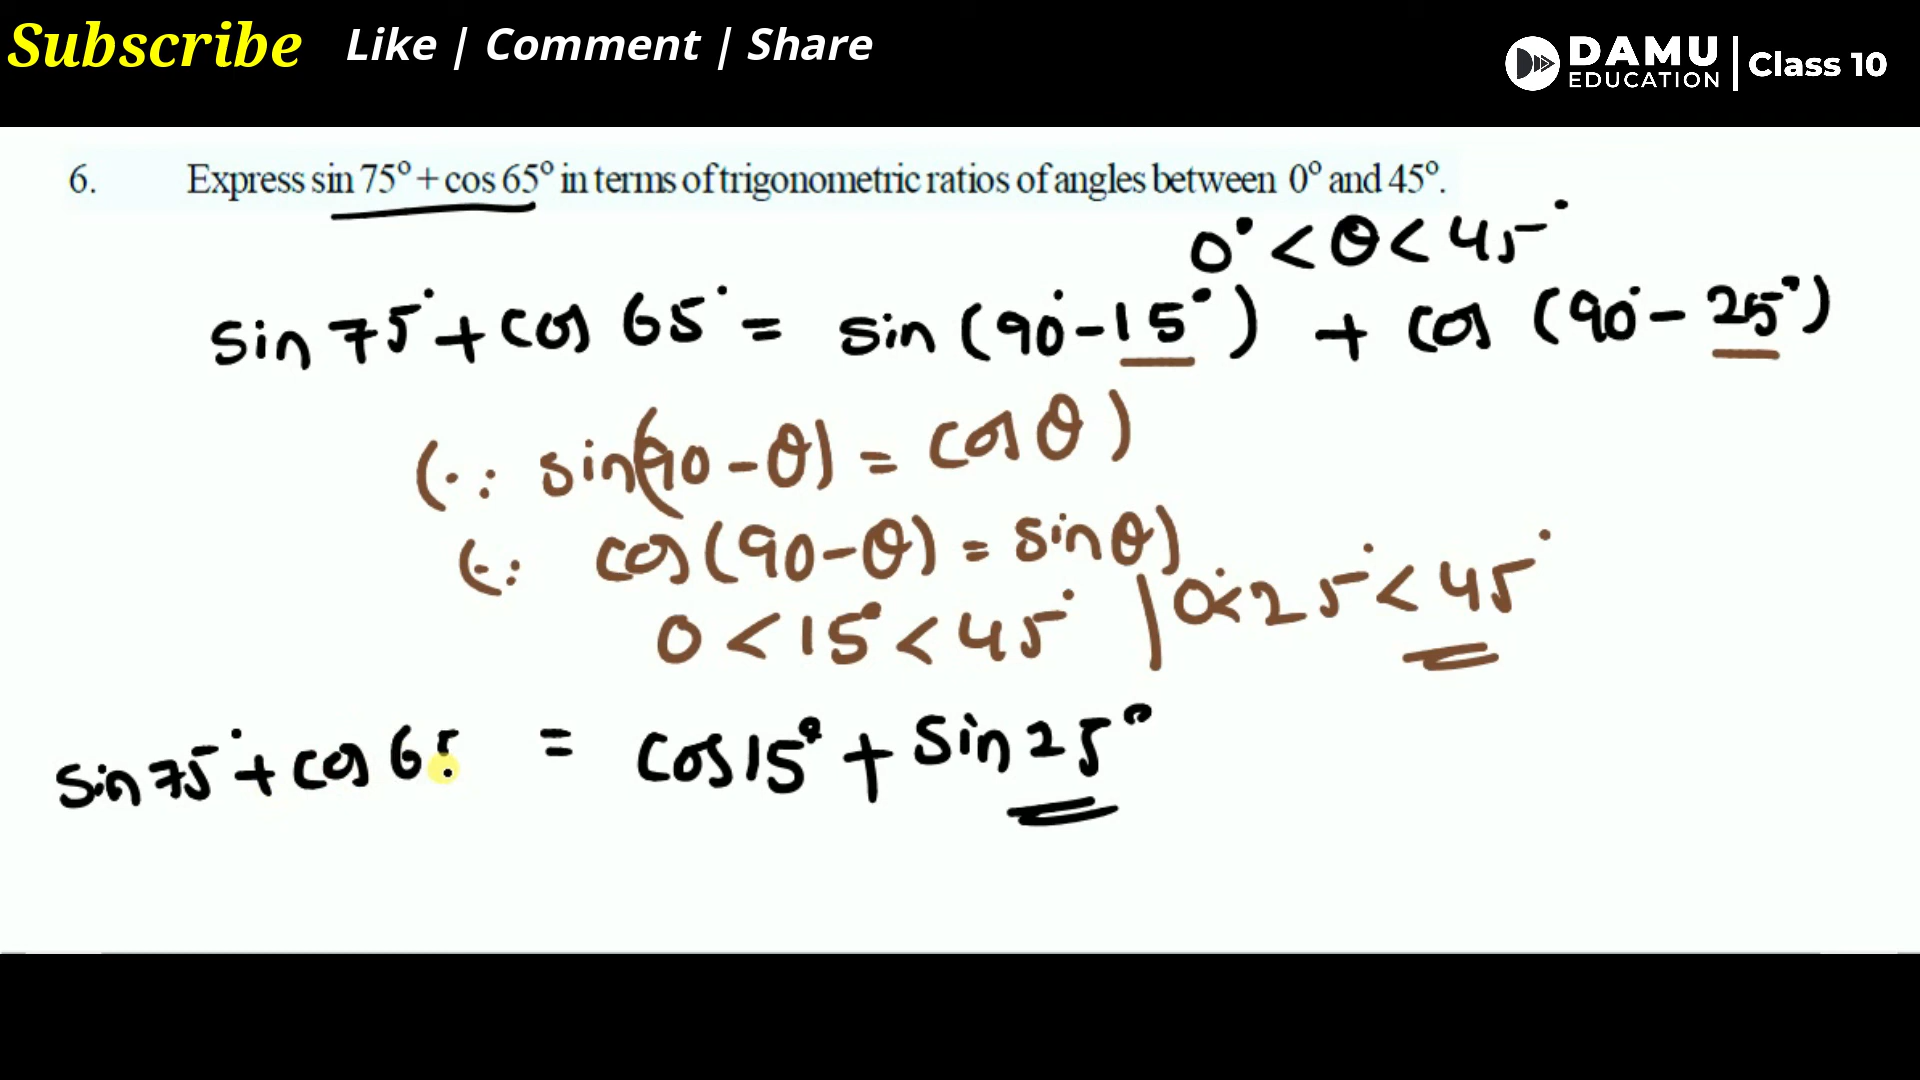 Subscribe Like | Comment | Share
DAMU EDUCATION | Class 10
6. Express sin 75° + cos 65° in terms of trigonometric ratios of angles between 0° and 45°.
0° < θ < 45°
sin 75° + cos 65° = sin (90° - 15°) + cos (90° - 25°)
(∵ sin(90 - θ) = cos θ)
(∵ cos(90 - θ) = sin θ)
0 < 15° < 45° | 0° < 25° < 45°
sin 75° + cos 65 = cos 15° + sin 25°